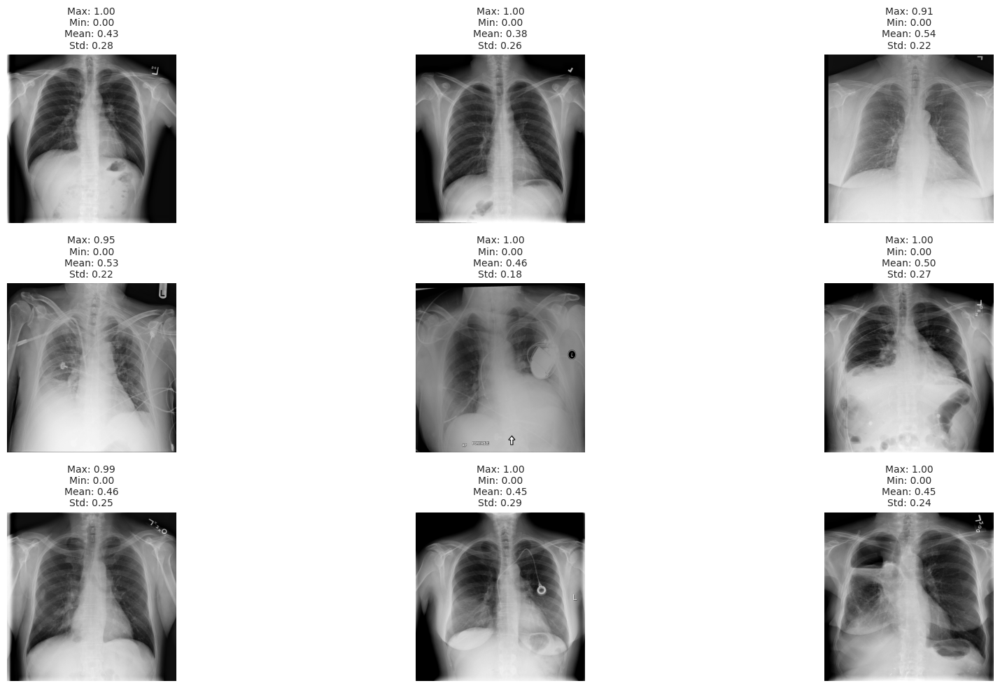 Max: 1.00
Min: 0.00
Mean: 0.43
Std: 0.28
Max: 1.00
Min: 0.00
Mean: 0.38
Std: 0.26
Max: 0.91
Min: 0.00
Mean: 0.54
Std: 0.22
L
Max: 0.95
Min: 0.00
Mean: 0.53
Std: 0.22
L
Max: 1.00
Min: 0.00
Mean: 0.46
Std: 0.18
L
PORTABLE
Max: 1.00
Min: 0.00
Mean: 0.50
Std: 0.27
L
Max: 0.99
Min: 0.00
Mean: 0.46
Std: 0.25
L
Max: 1.00
Min: 0.00
Mean: 0.45
Std: 0.29
L
Max: 1.00
Min: 0.00
Mean: 0.45
Std: 0.24
L